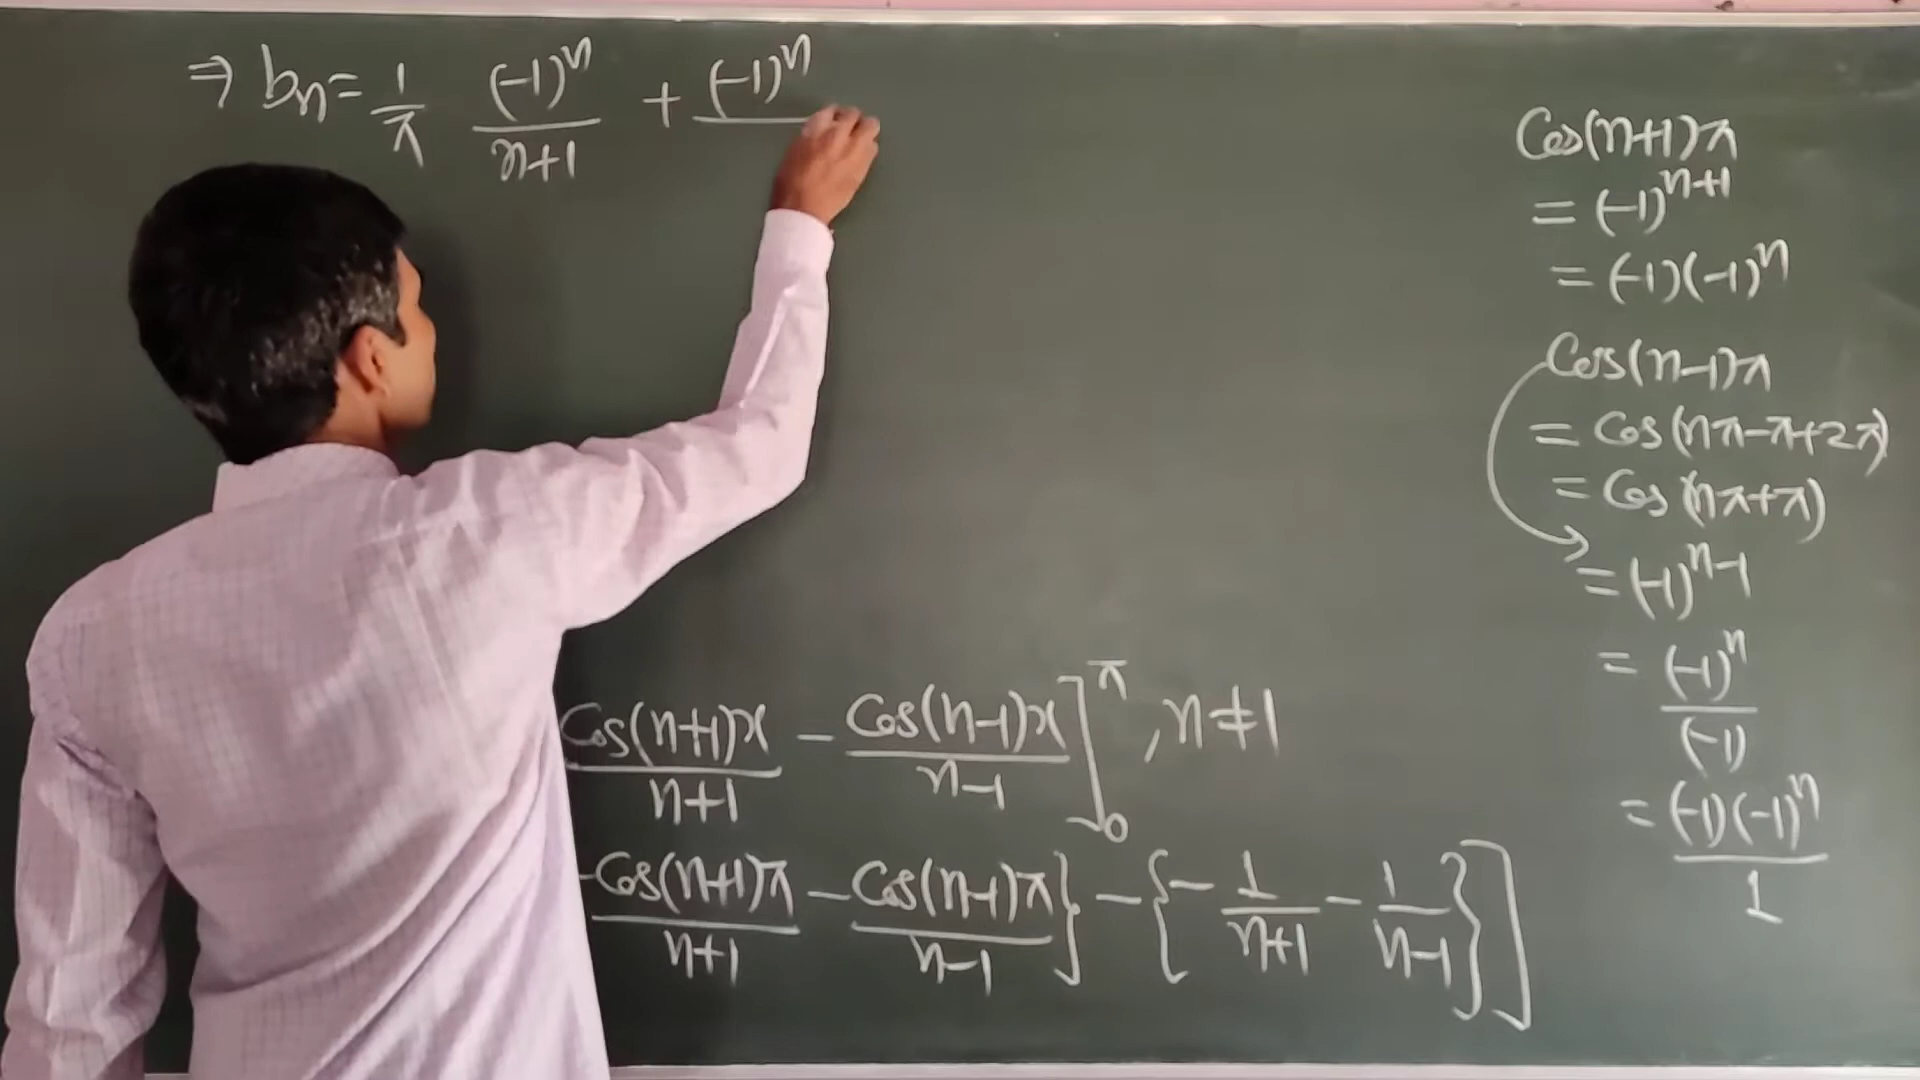 ⇒ bn = 1/π (-1)^n/(n+1) + (-1)^n
Cos(n+1)x/(n+1) - Cos(n-1)x/(n-1) ]_0^π , n≠1
-Cos(n+1)π/(n+1) - Cos(n-1)π/(n-1) } - { - 1/(n+1) - 1/(n-1) } ]
Cos(n+1)π
= (-1)^(n+1)
= (-1)(-1)^n
Cos(n-1)π
= Cos(nπ-π+2π)
= Cos(nπ+π)
= (-1)^(n-1)
= (-1)^n/(-1)
= (-1)(-1)^n/1